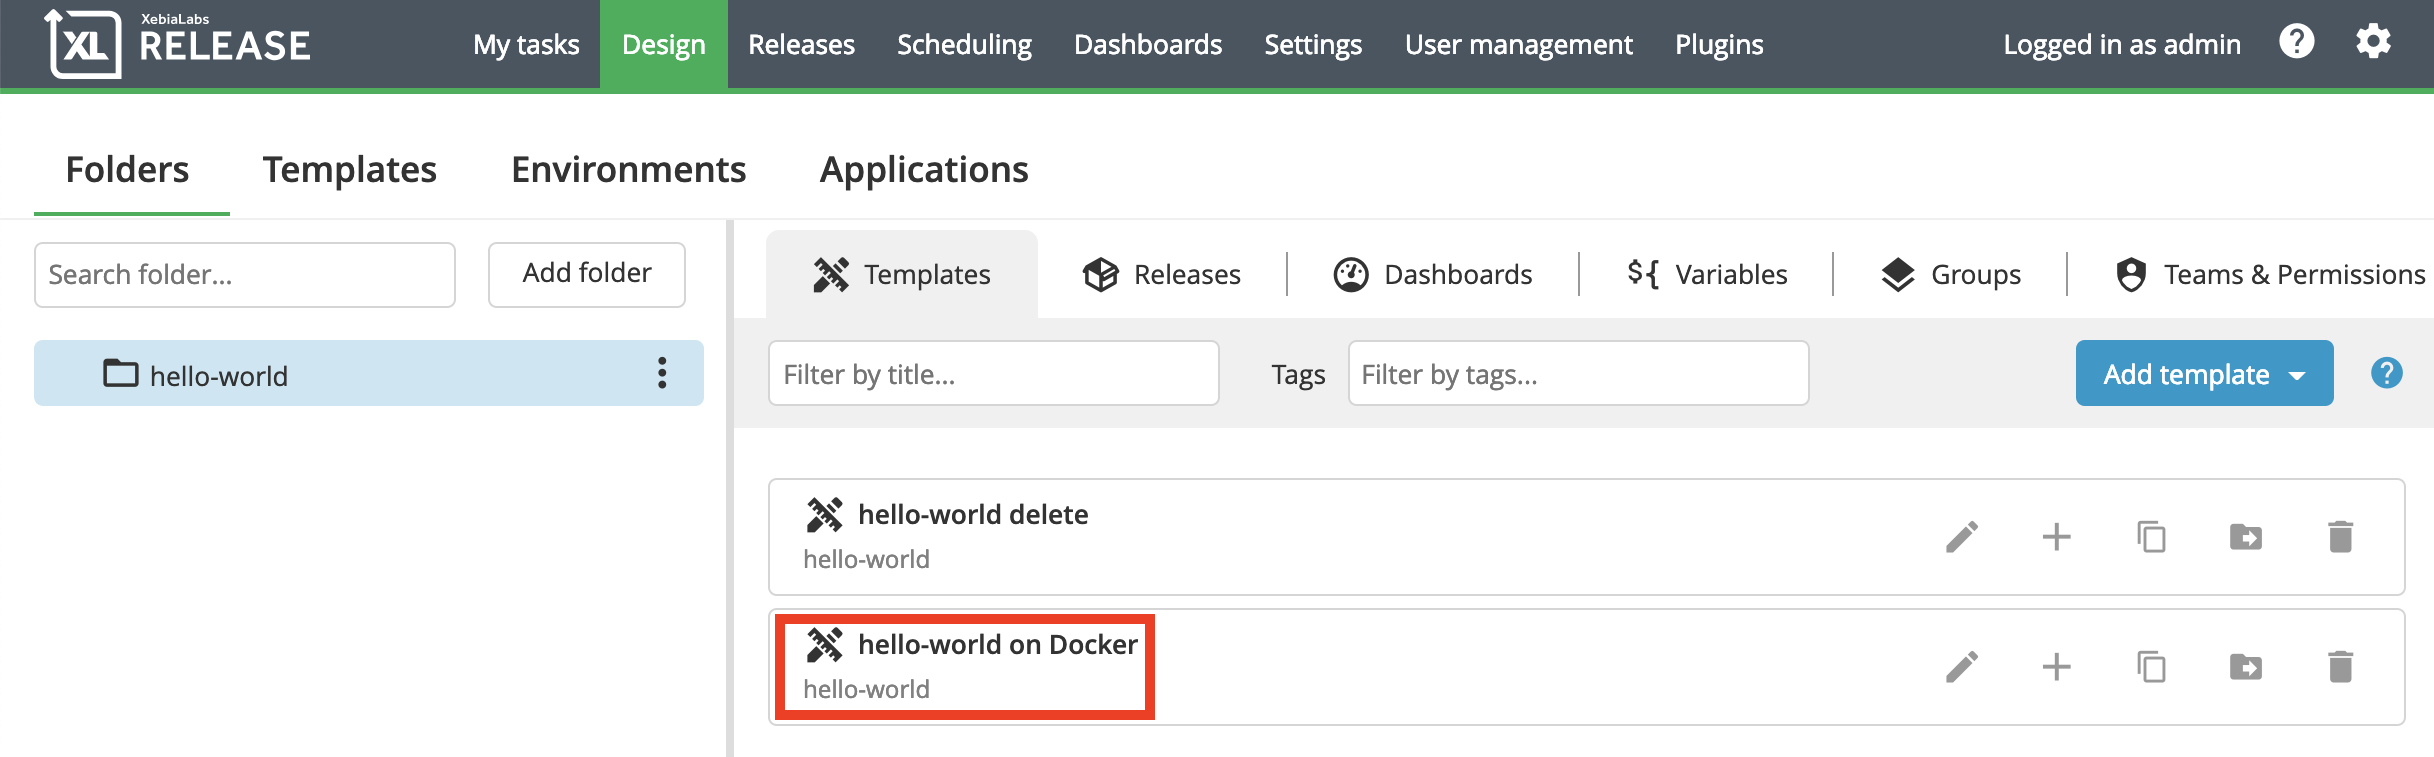 XebiaLabs
XL RELEASE
My tasks Design Releases Scheduling Dashboards Settings User management Plugins Logged in as admin ?
Folders Templates Environments Applications
Search folder... Add folder
hello-world
Templates Releases Dashboards ${ Variables Groups Teams & Permissions
Filter by title... Tags Filter by tags... Add template ?
hello-world delete
hello-world
hello-world on Docker
hello-world